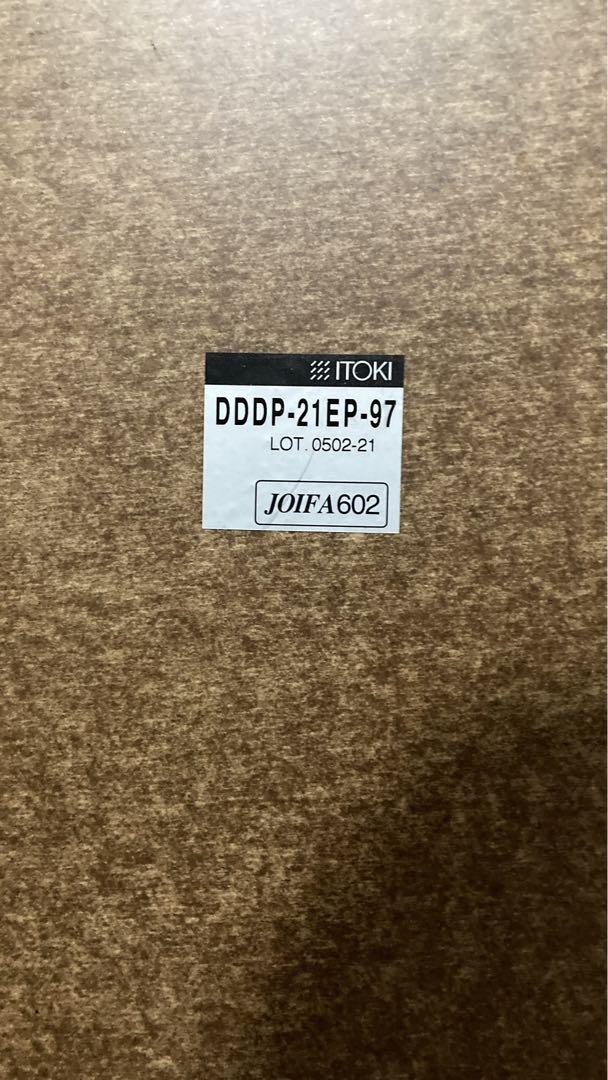 ITOKI
DDDP-21EP-97
LOT. 0502-21
JOIFA602